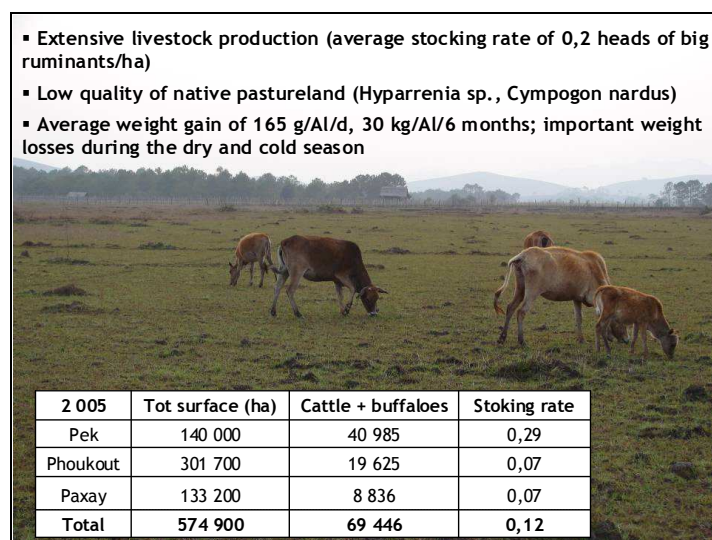 ▪ Extensive livestock production (average stocking rate of 0,2 heads of big
ruminants/ha)
▪ Low quality of native pastureland (Hyparrenia sp., Cympogon nardus)
▪ Average weight gain of 165 g/Al/d, 30 kg/Al/6 months; important weight
losses during the dry and cold season
2 005 Tot surface (ha) Cattle + buffaloes Stoking rate
Pek 140 000 40 985 0,29
Phoukout 301 700 19 625 0,07
Paxay 133 200 8 836 0,07
Total 574 900 69 446 0,12